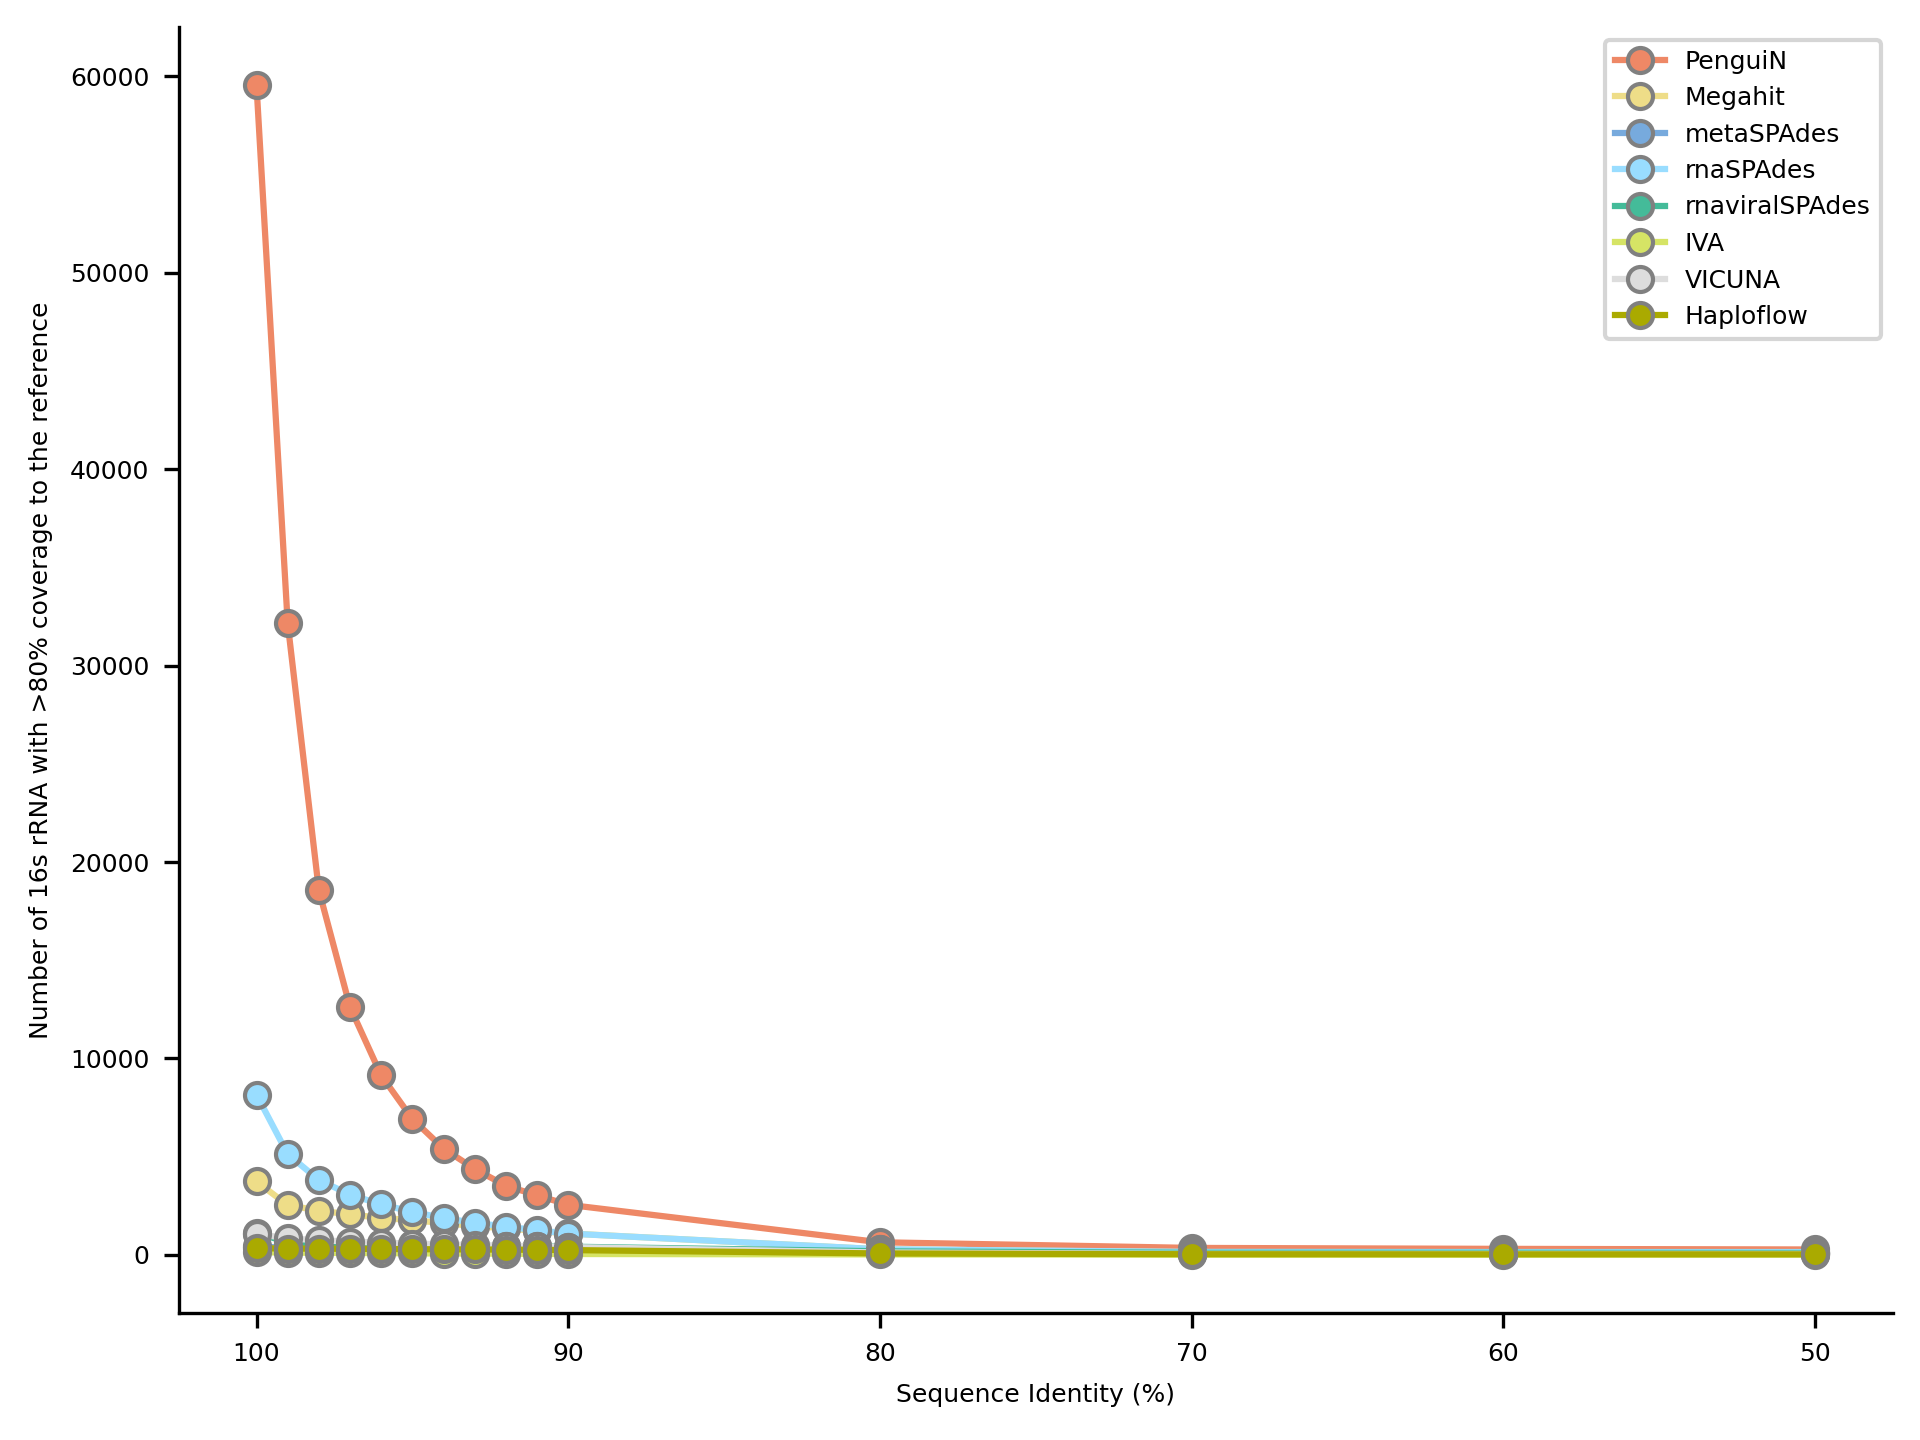 60000
50000
40000
30000
20000
10000
0
Number of 16s rRNA with >80% coverage to the reference
100
90
80
70
60
50
Sequence Identity (%)
PenguiN
Megahit
metaSPAdes
rnaSPAdes
rnaviralSPAdes
IVA
VICUNA
Haploflow